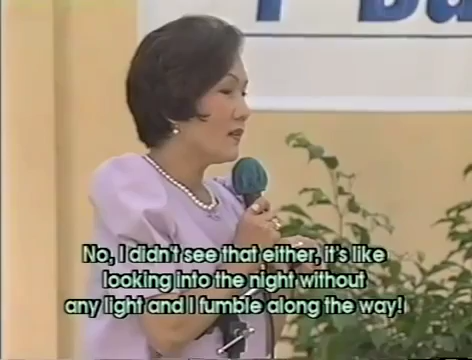 No, I didn't see that either, it's like
looking into the night without
any light and I fumble along the way!